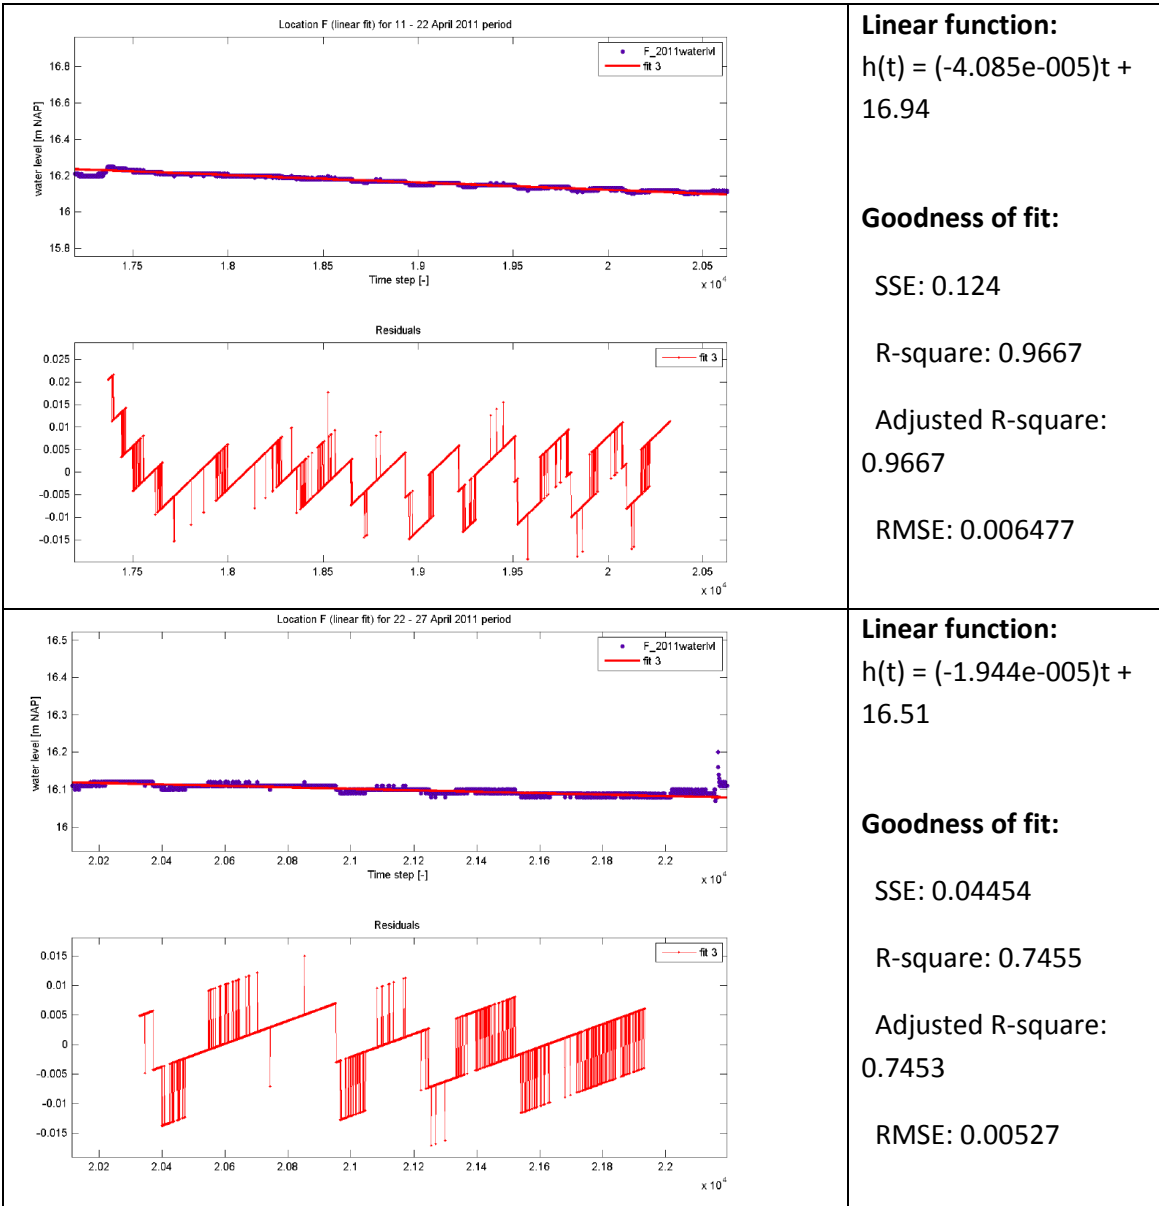 Location F (linear fit) for 11 - 22 April 2011 period
F_2011waterlvl
fit 3
16.8
16.6
16.4
16.2
16
15.8
water level [m NAP]
1.75 1.8 1.85 1.9 1.95 2 2.05
Time step [-]
x 10^4
Residuals
fit 3
0.025
0.02
0.015
0.01
0.005
0
-0.005
-0.01
-0.015
1.75 1.8 1.85 1.9 1.95 2 2.05
x 10^4
Linear function:
h(t) = (-4.085e-005)t +
16.94
Goodness of fit:
SSE: 0.124
R-square: 0.9667
Adjusted R-square:
0.9667
RMSE: 0.006477
Location F (linear fit) for 22 - 27 April 2011 period
F_2011waterlvl
fit 3
16.5
16.4
16.3
16.2
16.1
16
water level [m NAP]
2.02 2.04 2.06 2.08 2.1 2.12 2.14 2.16 2.18 2.2
Time step [-]
x 10^4
Residuals
fit 3
0.015
0.01
0.005
0
-0.005
-0.01
-0.015
2.02 2.04 2.06 2.08 2.1 2.12 2.14 2.16 2.18 2.2
x 10^4
Linear function:
h(t) = (-1.944e-005)t +
16.51
Goodness of fit:
SSE: 0.04454
R-square: 0.7455
Adjusted R-square:
0.7453
RMSE: 0.00527